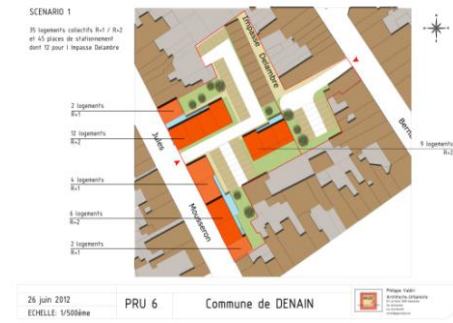 SCENARIO 1
35 logements collectifs R+1 / R+2
et 45 places de stationnement
dont 12 pour l Impasse Delambre
Impasse Delambre
2 logements
R+1
12 logements
R+2
Jules
9 logements
R+2
4 logements
R+1
6 logements
R+2
Mousseron
2 logements
R+1
26 juin 2012
ECHELLE: 1/500ème
PRU 6
Commune de DENAIN
Architecte Urbaniste